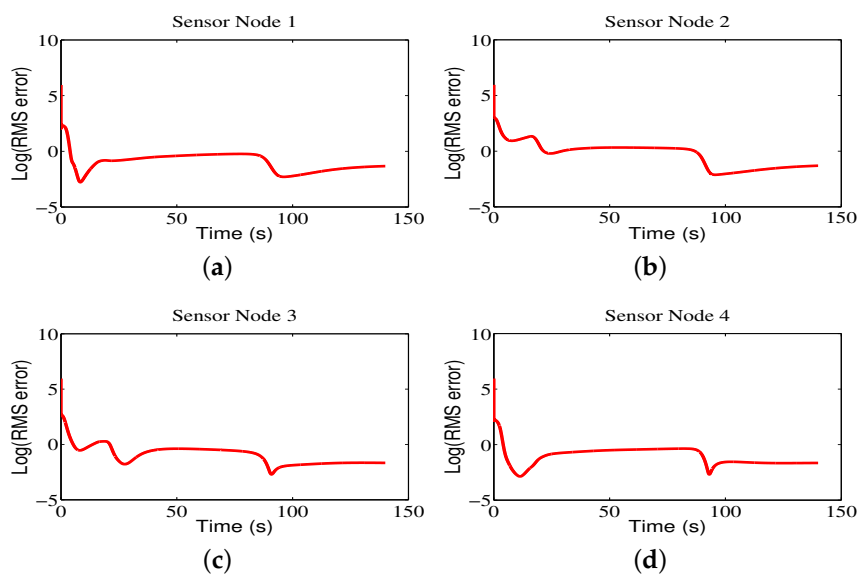 Sensor Node 1
10
5
0
−5
Log(RMS error)
0
50
100
150
Time (s)
(a)
Sensor Node 2
10
5
0
−5
Log(RMS error)
0
50
100
150
Time (s)
(b)
Sensor Node 3
10
5
0
−5
Log(RMS error)
0
50
100
150
Time (s)
(c)
Sensor Node 4
10
5
0
−5
Log(RMS error)
0
50
100
150
Time (s)
(d)